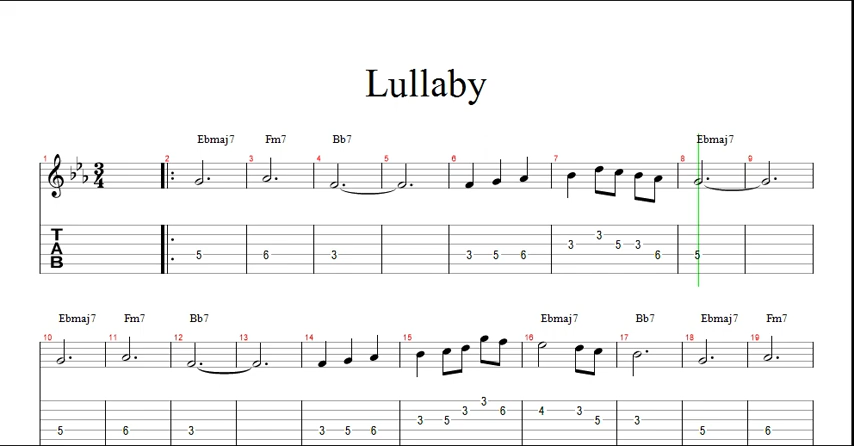 Lullaby
Ebmaj7 Fm7 Bb7 Ebmaj7
1 2 3 4 5 6 7 8 9
3
4
T
A
B
5 6 3 3 5 6 3 3 5 3 6 5
Ebmaj7 Fm7 Bb7 Ebmaj7 Bb7 Ebmaj7 Fm7
10 11 12 13 14 15 16 17 18 19
5 6 3 3 5 6 3 5 3 3 6 4 3 5 3 5 6